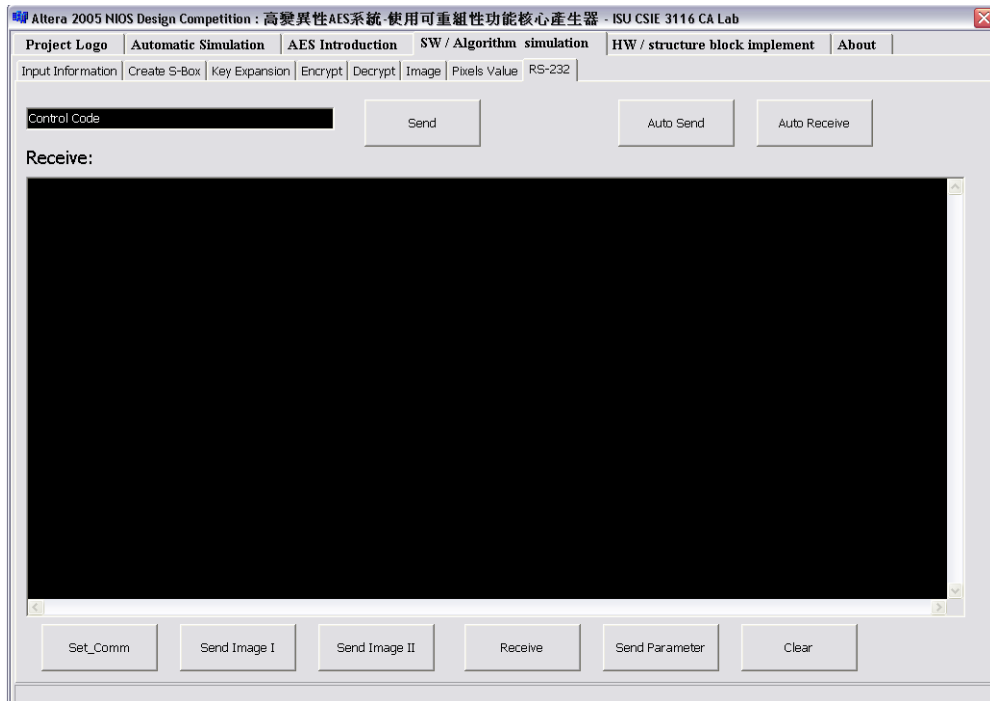 Altera 2005 NIOS Design Competition : 高變異性AES系統-使用可重組性功能核心產生器 - ISU CSIE 3116 CA Lab
Project Logo Automatic Simulation AES Introduction SW / Algorithm simulation HW / structure block implement About
Input Information Create S-Box Key Expansion Encrypt Decrypt Image Pixels Value RS-232
Control Code Send Auto Send Auto Receive
Receive:
Set_Comm Send Image I Send Image II Receive Send Parameter Clear